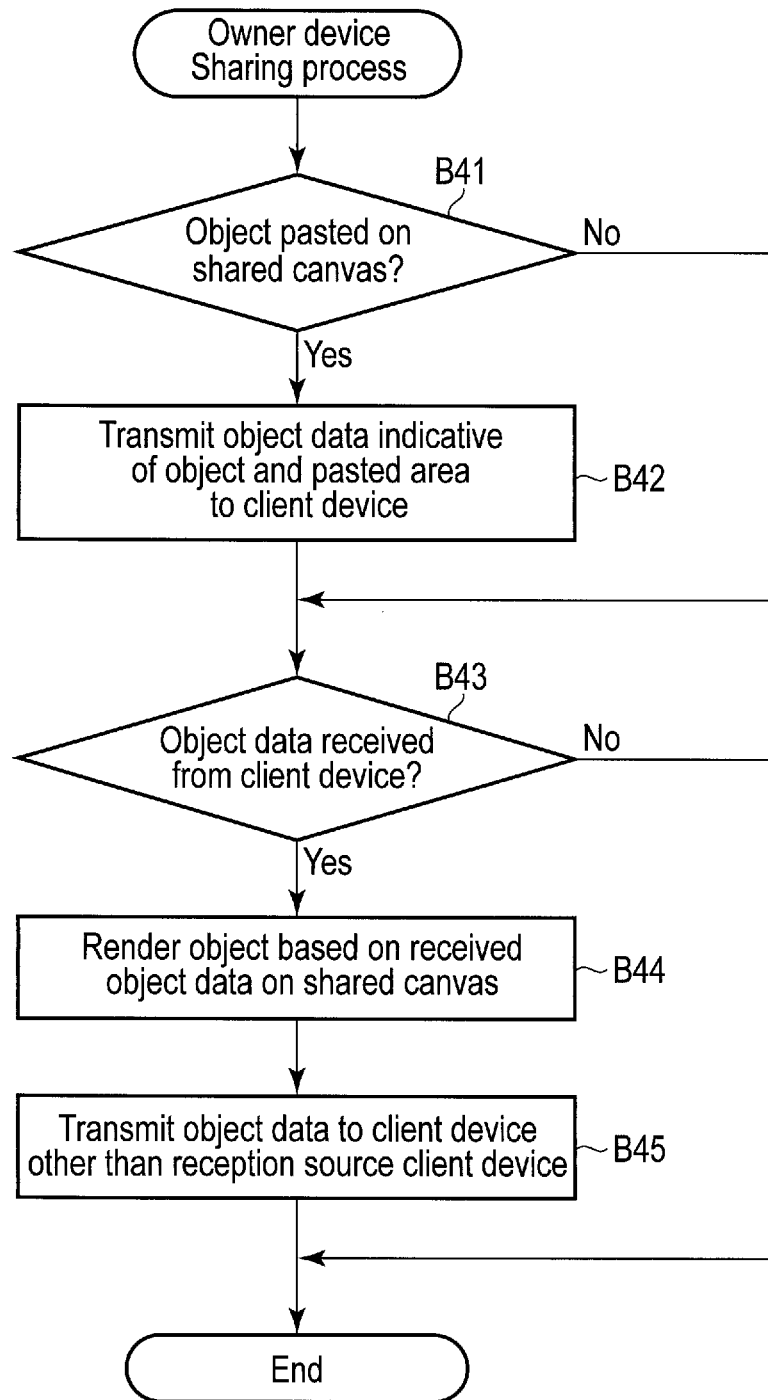 Owner device
Sharing process
B41
Object pasted on
shared canvas?
No
Yes
Transmit object data indicative
of object and pasted area
to client device
B42
B43
Object data received
from client device?
No
Yes
Render object based on received
object data on shared canvas
B44
Transmit object data to client device
other than reception source client device
B45
End